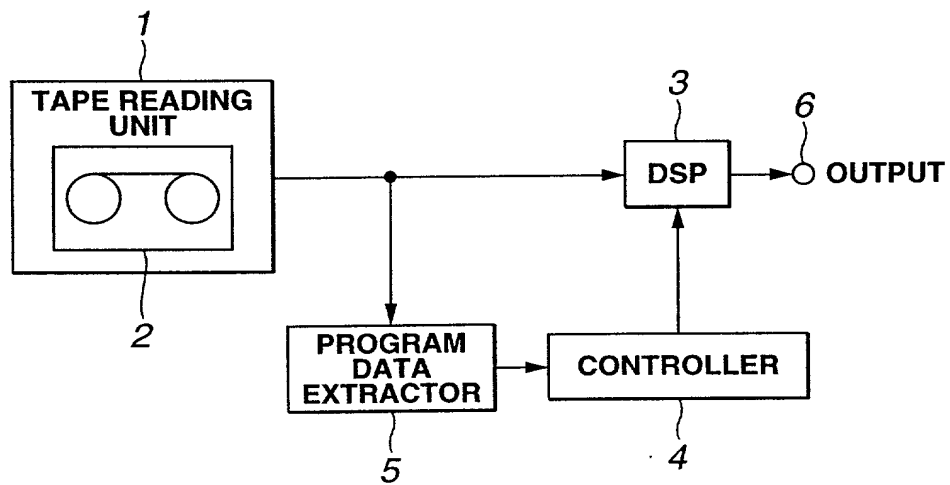 1
TAPE READING
UNIT
2
3
DSP
6
OUTPUT
PROGRAM
DATA
EXTRACTOR
5
CONTROLLER
4